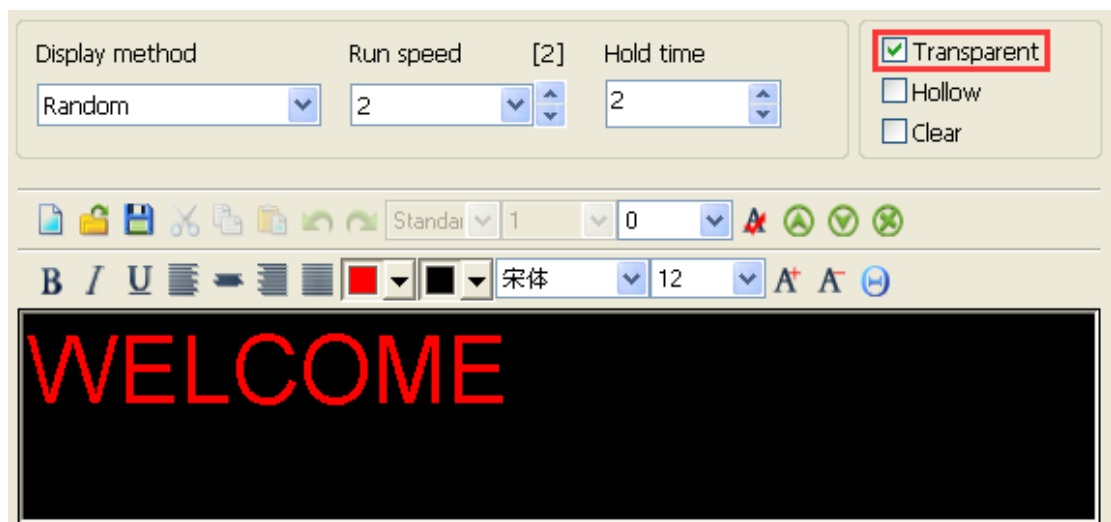 Display method Run speed [2] Hold time Transparent
Random 2 2 Hollow
Clear
Standar 1 0
B I U 宋体 12 A+ A-
WELCOME